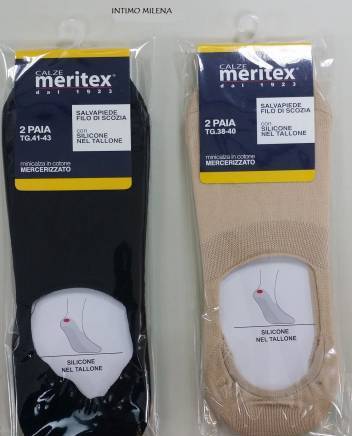 INTIMO MILENA
CALZE
meritex®
dal 1923
2 PAIA
TG.41-43
SALVAPIEDE
FILO DI SCOZIA
con
SILICONE
NEL TALLONE
minicalza in cotone
MERCERIZZATO
SILICONE
NEL TALLONE
CALZE
meritex®
dal 1923
2 PAIA
TG.38-40
SALVAPIEDE
FILO DI SCOZIA
con
SILICONE
NEL TALLONE
minicalza in cotone
MERCERIZZATO
SILICONE
NEL TALLONE